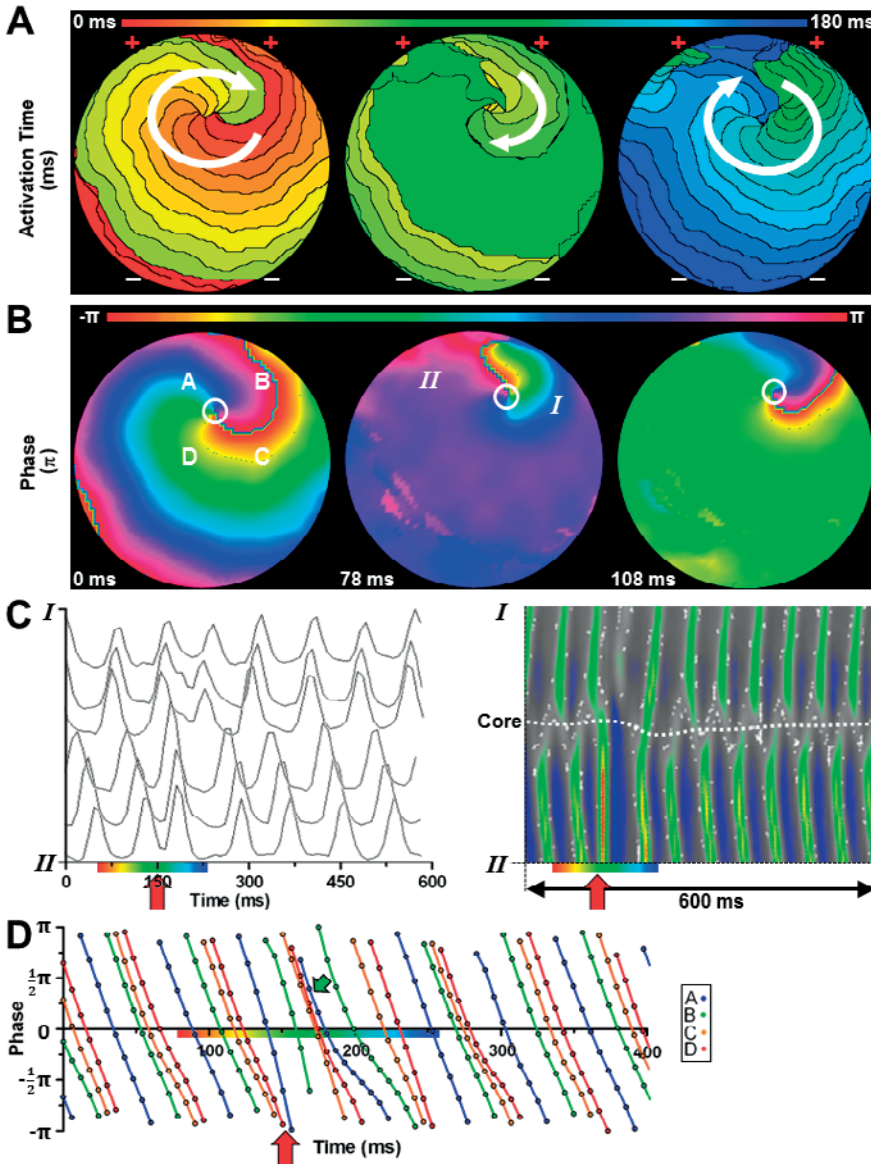 A
0 ms 180 ms
+ + + + + +
Activation Time
(ms)
− − − − − −
B
-π π
A B II I
D C
Phase
(π)
0 ms 78 ms 108 ms
C
I
II
0 150 300 450 600
Time (ms)
I
Core
II
600 ms
D
Phase
π
½π
0
-½π
-π
100 200 300 400
Time (ms)
A
B
C
D